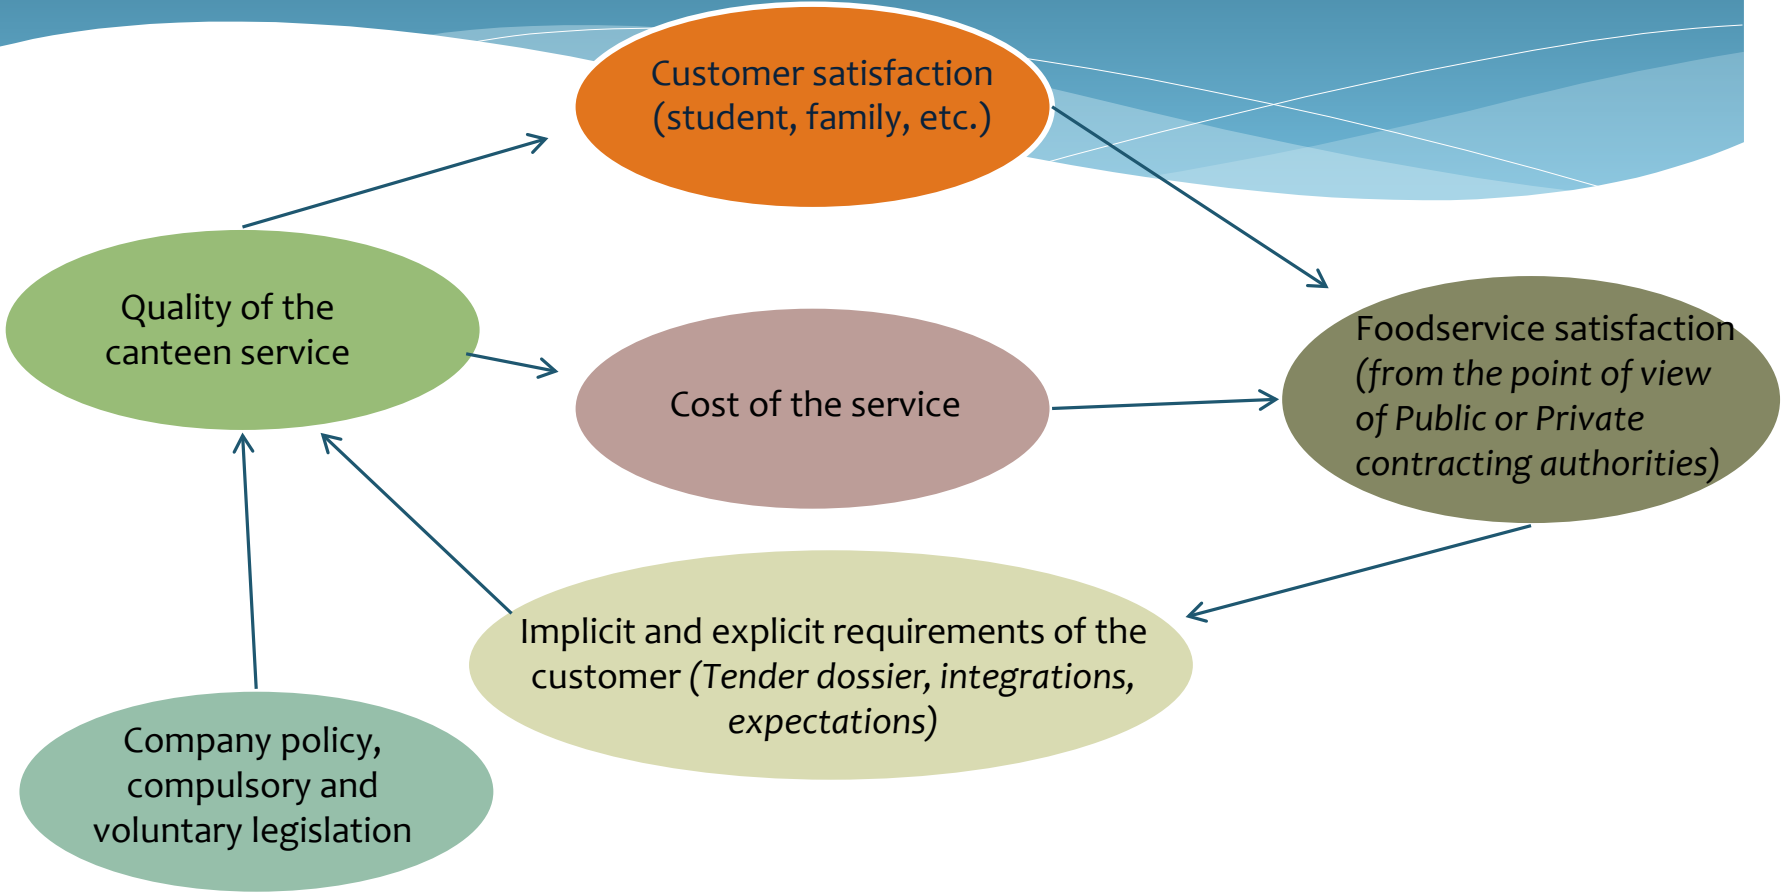 Customer satisfaction
(student, family, etc.)
Quality of the
canteen service
Cost of the service
Foodservice satisfaction
(from the point of view
of Public or Private
contracting authorities)
Implicit and explicit requirements of the
customer (Tender dossier, integrations,
expectations)
Company policy,
compulsory and
voluntary legislation